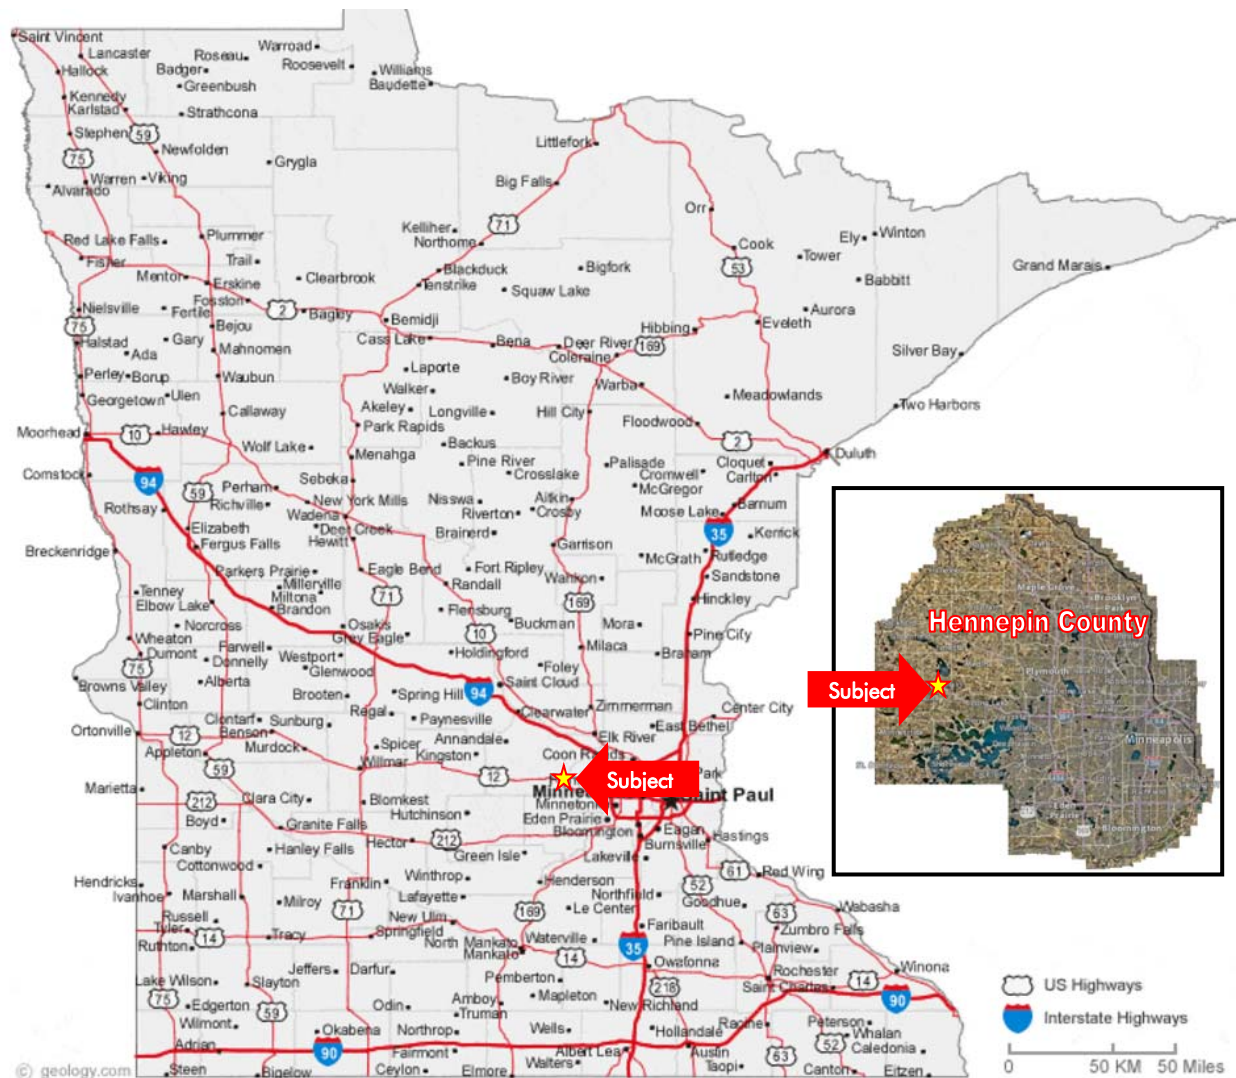 Saint Vincent
Lancaster
Roseau
Warroad
Roosevelt
Hallock
Badger
Greenbush
Williams
Baudette
Kennedy
Karlstad
Strathcona
Stephen
59
Newfolden
Littlefork
75
Grygla
Warren
Viking
Alvarado
Big Falls
Orr
71
Kelliher
Northome
Red Lake Falls
Plummer
Cook
Ely
Winton
Fisher
Trail
Tower
53
Grand Marais
Mentor
Erskine
Clearbrook
Blackduck
Tenstrike
Bigfork
Babbitt
Squaw Lake
Fosston
Nielsville
Fertile
2
Bagley
Bemidji
Aurora
75
Bejou
Hibbing
Eveleth
Halstad
Gary
Ada
Mahnomen
Cass Lake
Bena
Deer River
169
Coleraine
Silver Bay
Perley
Borup
Waubun
Laporte
Boy River
Warba
Walker
Meadowlands
Georgetown
Ulen
Callaway
Akeley
Longville
Hill City
Two Harbors
Moorhead
10
Hawley
Park Rapids
Floodwood
Wolf Lake
Backus
2
Duluth
Menahga
Pine River
Palisade
Cloquet
Comstock
94
Sebeka
Crosslake
Cromwell
Carlton
Perham
McGregor
59
Richville
New York Mills
Nisswa
Aitkin
Barnum
Rothsay
Wadena
Riverton
Crosby
Moose Lake
Elizabeth
Deer Creek
Brainerd
35
Kerrick
Breckenridge
Fergus Falls
Hewitt
Garrison
McGrath
Rutledge
Parkers Prairie
Eagle Bend
Fort Ripley
Wahkon
Sandstone
Millerville
Randall
Tenney
Miltona
71
169
Hinckley
Elbow Lake
Brandon
Flensburg
Norcross
Osakis
Buckman
Mora
Grey Eagle
10
Pine City
Wheaton
Farwell
Milaca
Dumont
Westport
Holdingford
Braham
75
Donnelly
Glenwood
Foley
Browns Valley
Alberta
Saint Cloud
Brooten
Spring Hill
94
Clinton
Regal
Zimmerman
Center City
Clontarf
Sunburg
Paynesville
Clearwater
East Bethel
Ortonville
12
Benson
Elk River
Murdock
Spicer
Annandale
Appleton
Kingston
Coon Rapids
59
Willmar
12
Subject
Park
Marietta
Minne
Saint Paul
212
Clara City
Blomkest
Minneton
Boyd
Hutchinson
Eden Prairie
Granite Falls
Bloomington
Eagan
Hastings
Canby
Hanley Falls
Hector
212
Burnsville
Cottonwood
Green Isle
Lakeville
61
Red Wing
Hendricks
Franklin
Winthrop
Henderson
52
Ivanhoe
Marshall
Milroy
Lafayette
Northfield
Goodhue
Wabasha
Russell
71
New Ulm
169
Le Center
63
Tyler
14
Tracy
Springfield
Faribault
Zumbro Falls
Ruthton
North Mankato
Waterville
35
Pine Island
Plainview
Mankato
14
Owatonna
Lake Wilson
Jeffers
Darfur
Rochester
Winona
Slayton
Pemberton
218
Saint Charles
14
75
Edgerton
Odin
Amboy
Mapleton
New Richland
90
59
Truman
Wilmont
Okabena
Northrop
Wells
Hollandale
Racine
Peterson
Whalan
Adrian
90
Fairmont
Albert Lea
Austin
52
Caledonia
Walters
63
Steen
Bigelow
Ceylon
Elmore
Taopi
Canton
Eitzen
Maple Grove
Brooklyn
Park
Hennepin County
Plymouth
Subject
Minneapolis
Eden
Prairie
Bloomington
US Highways
Interstate Highways
0
50 KM
50 Miles
© geology.com